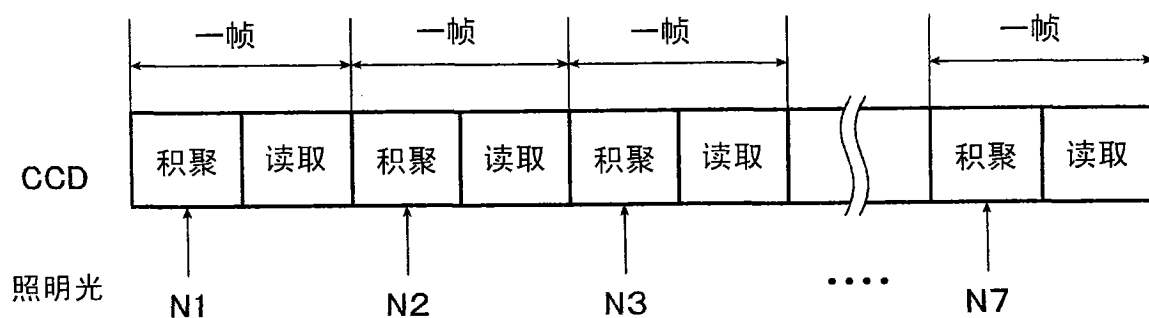 一帧 一帧 一帧 一帧
CCD 积聚 读取 积聚 读取 积聚 读取 积聚 读取
照明光 N1 N2 N3 •••• N7